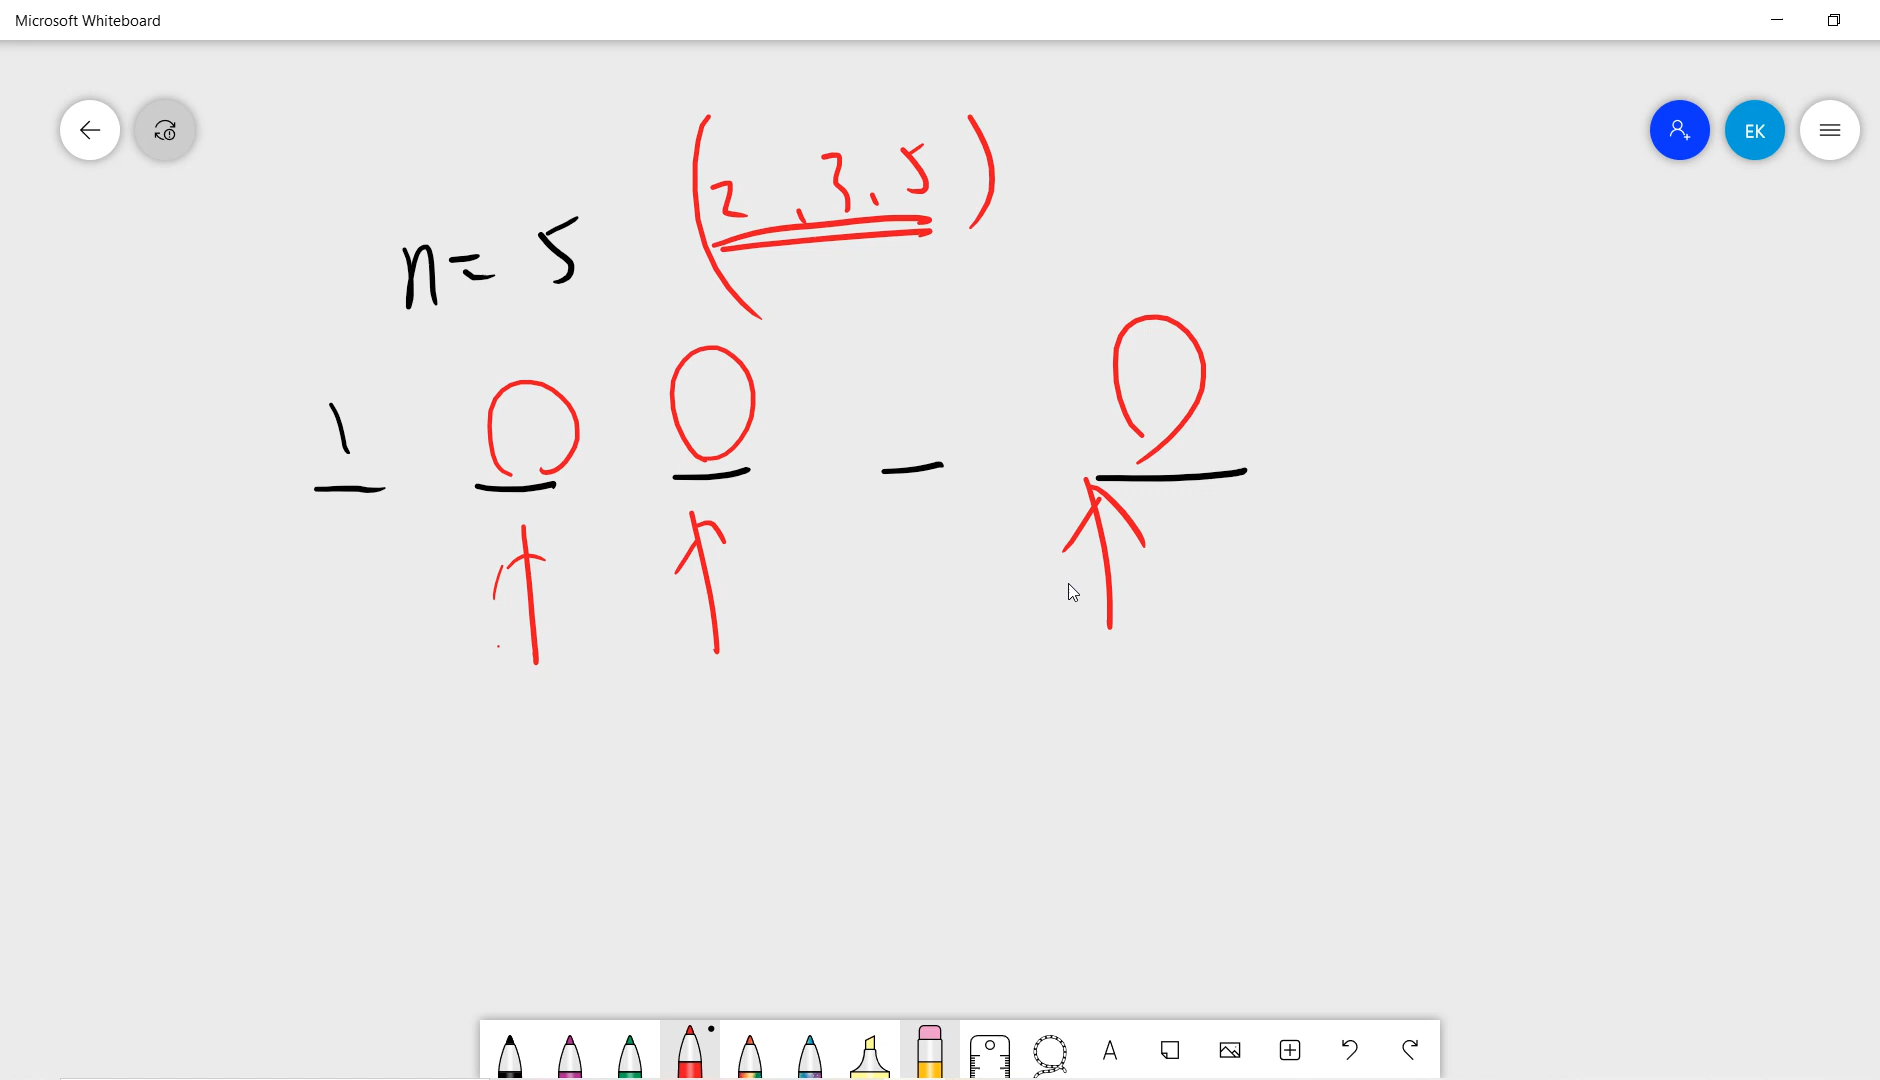 Microsoft Whiteboard
EK
(2, 3, 5)
n = 5
1 0 0 _ 0
A